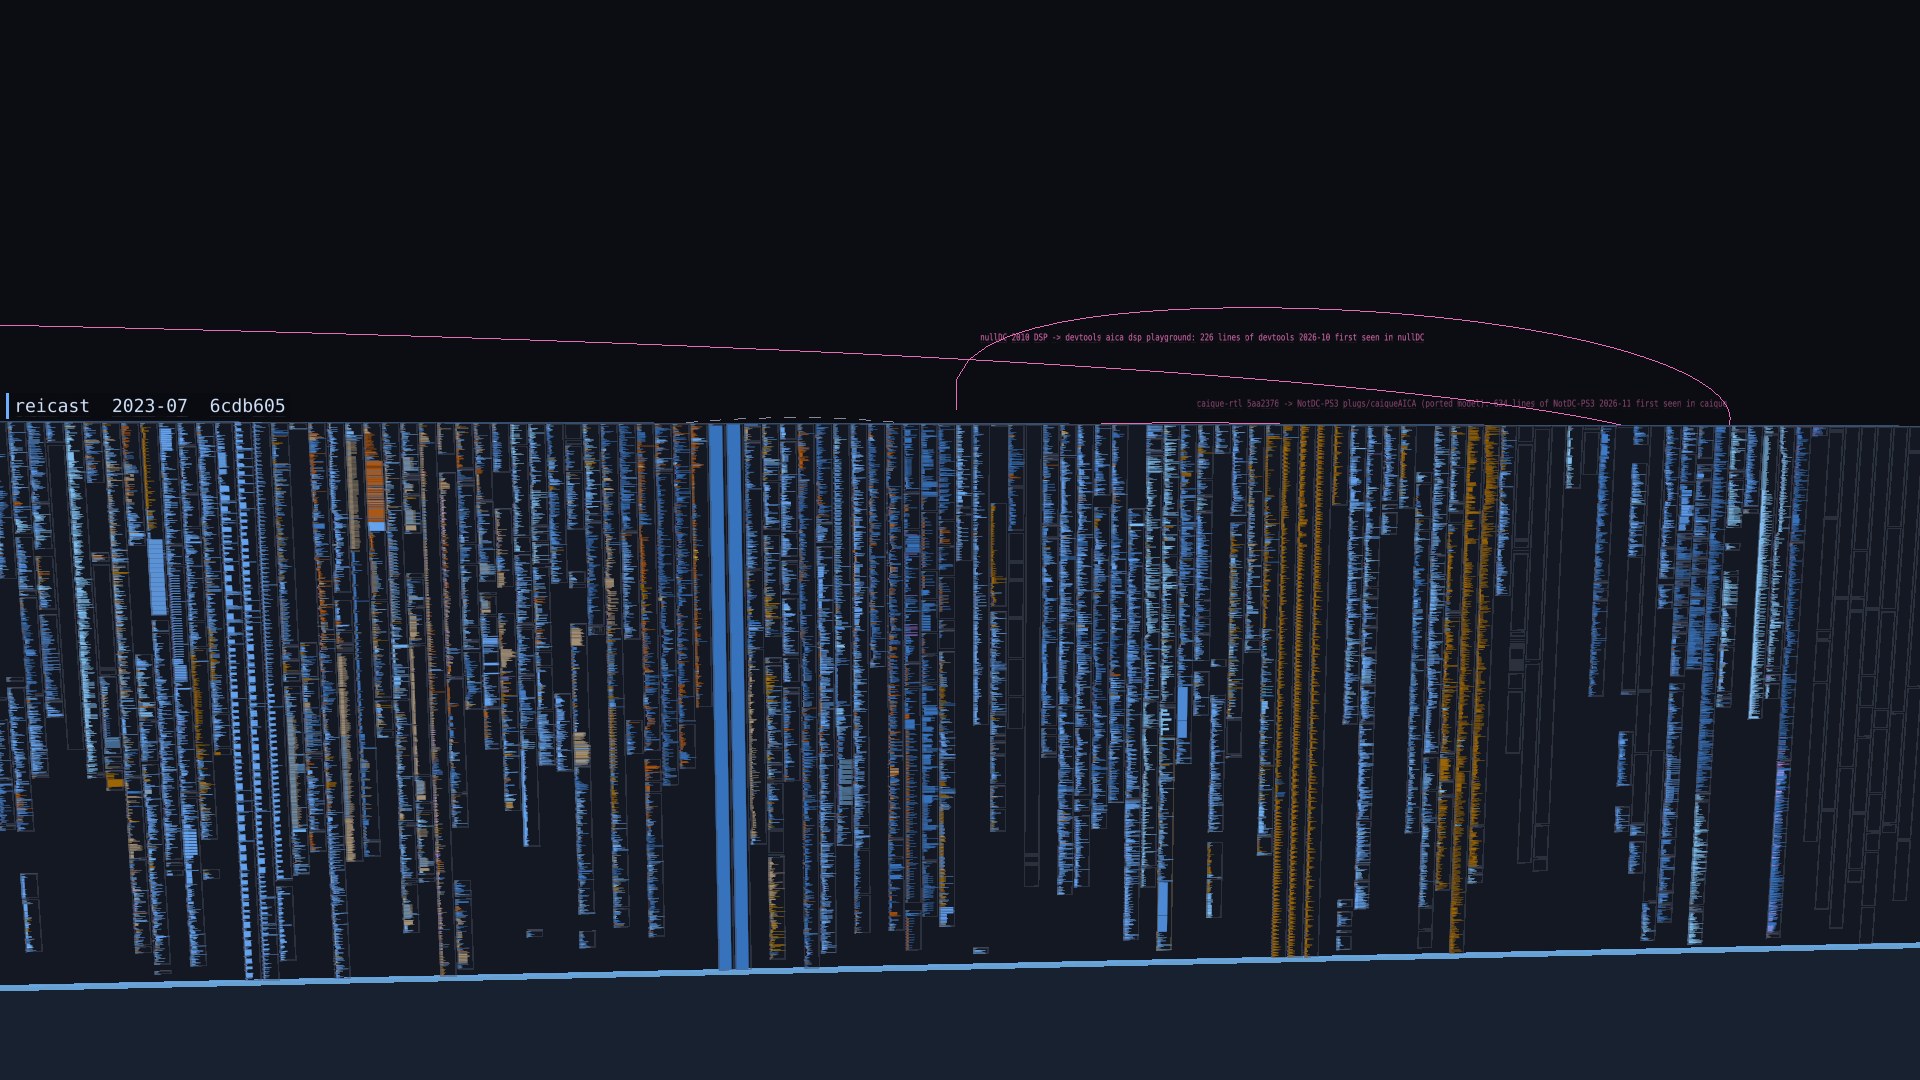 nullDC 2010 DSP -> devtools aica dsp playground: 226 lines of devtools 2026-10 first seen in nullDC
caique-rtl 5aa2376 -> NotDC-PS3 plugs/caiqueAICA (ported model): 634 lines of NotDC-PS3 2026-11 first seen in caique
reicast 2023-07 6cdb605